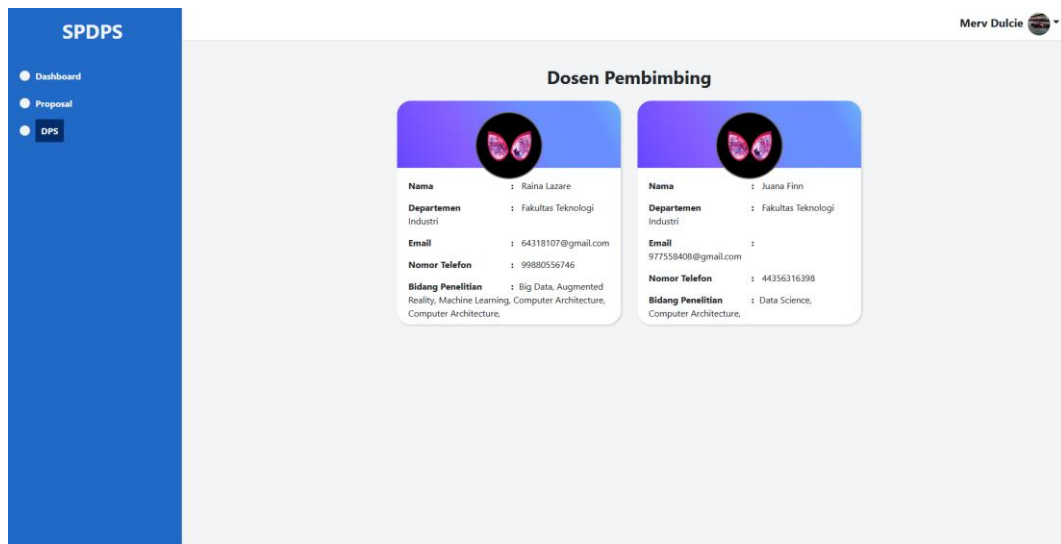 SPDPS
Merv Dulcie
Dashboard
Proposal
DPS
Dosen Pembimbing
Nama : Raina Lazare
Departemen : Fakultas Teknologi
Industri
Email : 64318107@gmail.com
Nomor Telefon : 99880556746
Bidang Penelitian : Big Data, Augmented
Reality, Machine Learning, Computer Architecture,
Computer Architecture,
Nama : Juana Finn
Departemen : Fakultas Teknologi
Industri
Email :
977558408@gmail.com
Nomor Telefon : 44356316398
Bidang Penelitian : Data Science,
Computer Architecture,